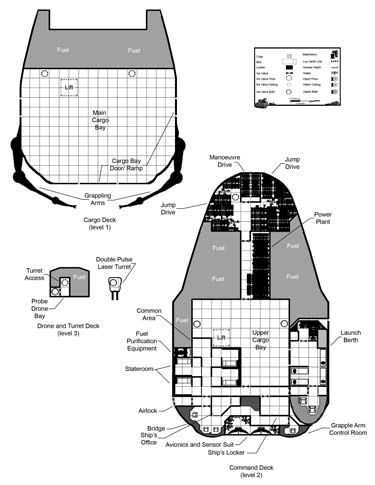 Fuel
Fuel
Lift
Main
Cargo
Bay
Cargo Bay
Door/ Ramp
Grappling
Arms
Cargo Deck
(level 1)
Manoeuvre
Drive
Jump
Drive
Jump
Drive
Power
Plant
Fuel
Fuel
Fuel
Fuel
Double Pulse
Laser Turret
Turret
Access
Fuel
Probe
Drone
Bay
Drone and Turret Deck
(level 3)
Common
Area
Fuel
Purification
Equipment
Stateroom
Lift
Upper
Cargo
Bay
Launch
Berth
Airlock
Bridge
Ship's
Office
Avionics and Sensor Suit
Ship's Locker
Grapple Arm
Control Room
Command Deck
(level 2)